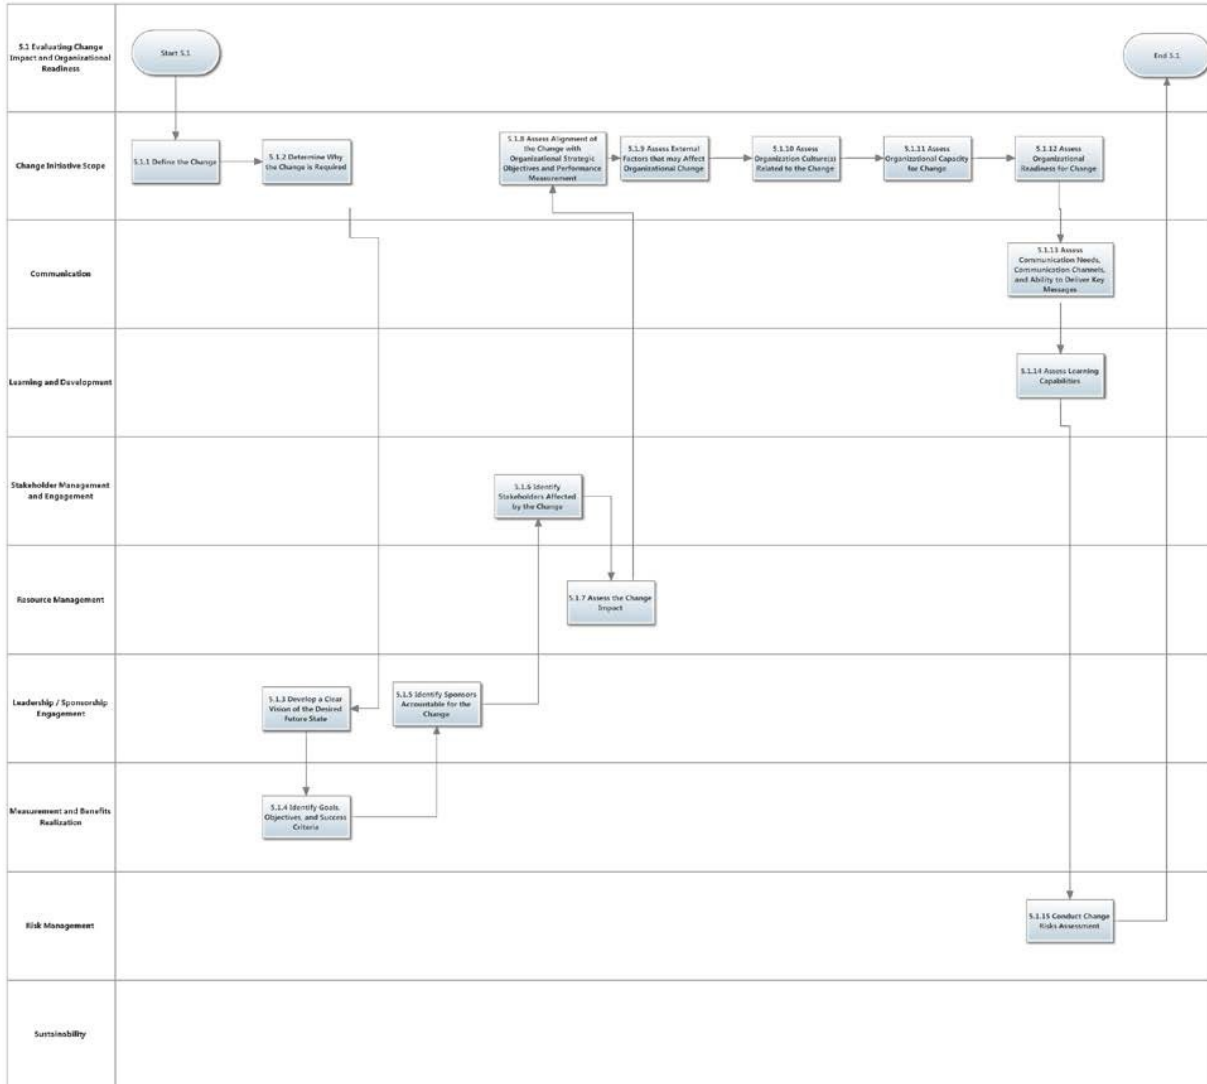 5.1 Evaluating Change
Impact and Organizational
Readiness
Start 5.1
End 5.1
Change Initiative Scope
5.1.1 Define the Change
5.1.2 Determine Why
the Change is Required
5.1.8 Assess Alignment of
the Change with
Organizational Strategic
Objectives and Performance
Measurement
5.1.9 Assess External
Factors that may Affect
Organizational Change
5.1.10 Assess
Organization Culture(s)
Related to the Change
5.1.11 Assess
Organizational Capacity
for Change
5.1.12 Assess
Organizational
Readiness for Change
Communication
5.1.13 Assess
Communication Needs,
Communication Channels,
and Ability to Deliver Key
Messages
Learning and Development
5.1.14 Assess Learning
Capabilities
Stakeholder Management
and Engagement
5.1.6 Identify
Stakeholders Affected
by the Change
Resource Management
5.1.7 Assess the Change
Impact
Leadership / Sponsorship
Engagement
5.1.3 Develop a Clear
Vision of the Desired
Future State
5.1.5 Identify Sponsors
Accountable for the
Change
Measurement and Benefits
Realization
5.1.4 Identify Goals,
Objectives, and Success
Criteria
Risk Management
5.1.15 Conduct Change
Risks Assessment
Sustainability